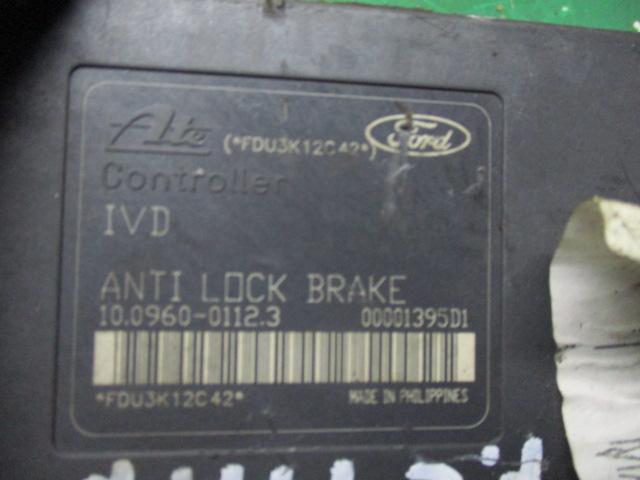 Ate (*FDU3K12C42*) Ford
Controller
IVD
ANTI LOCK BRAKE
10.0960-0112.3 00001395D1
*FDU3K12C42* MADE IN PHILIPPINES